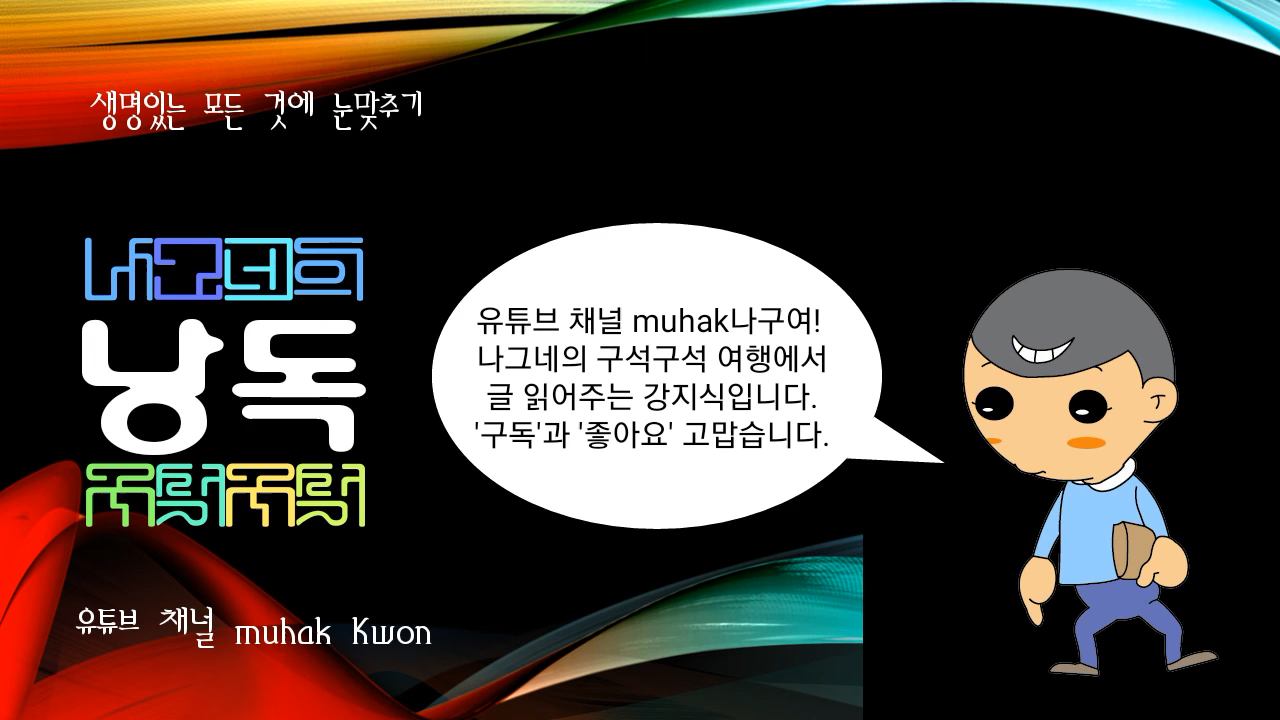 생명있는 모든 것에 눈맞추기
나그네의
낭독
구석구석
유튜브 채널 muhak나구여!
나그네의 구석구석 여행에서
글 읽어주는 강지식입니다.
'구독'과 '좋아요' 고맙습니다.
유튜브 채널 muhak Kwon